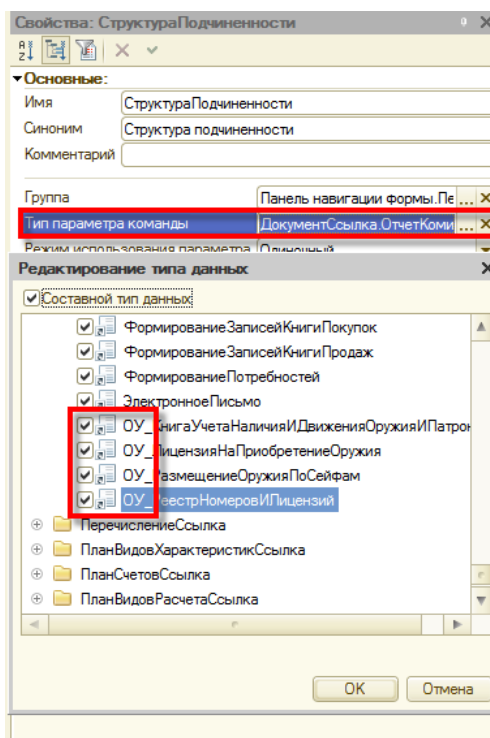 Свойства: СтруктураПодчиненности
Основные:
Имя СтруктураПодчиненности
Синоним Структура подчиненности
Комментарий
Группа Панель навигации формы.Пе ...
Тип параметра команды ДокументСсылка.ОтчетКоми ...
Режим использования параметра Одиночный
Редактирование типа данных
Составной тип данных
ФормированиеЗаписейКнигиПокупок
ФормированиеЗаписейКнигиПродаж
ФормированиеПотребностей
ЭлектронноеПисьмо
ОУ_КнигаУчетаНаличияИДвиженияОружияИПатрон
ОУ_ЛицензияНаПриобретениеОружия
ОУ_РазмещениеОружияПоСейфам
ОУ_РеестрНомеровИЛицензий
ПеречислениеСсылка
ПланВидовХарактеристикСсылка
ПланСчетовСсылка
ПланВидовРасчетаСсылка
OK Отмена